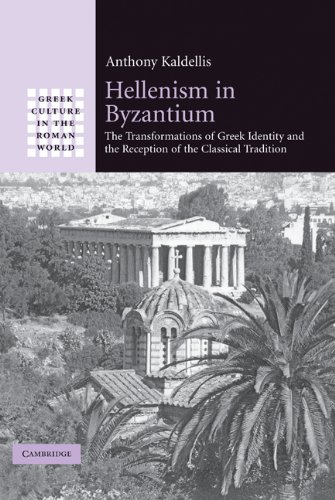 Anthony Kaldellis
Hellenism in
Byzantium
The Transformations of Greek Identity and
the Reception of the Classical Tradition
GREEK
CULTURE
IN THE
ROMAN
WORLD
CAMBRIDGE